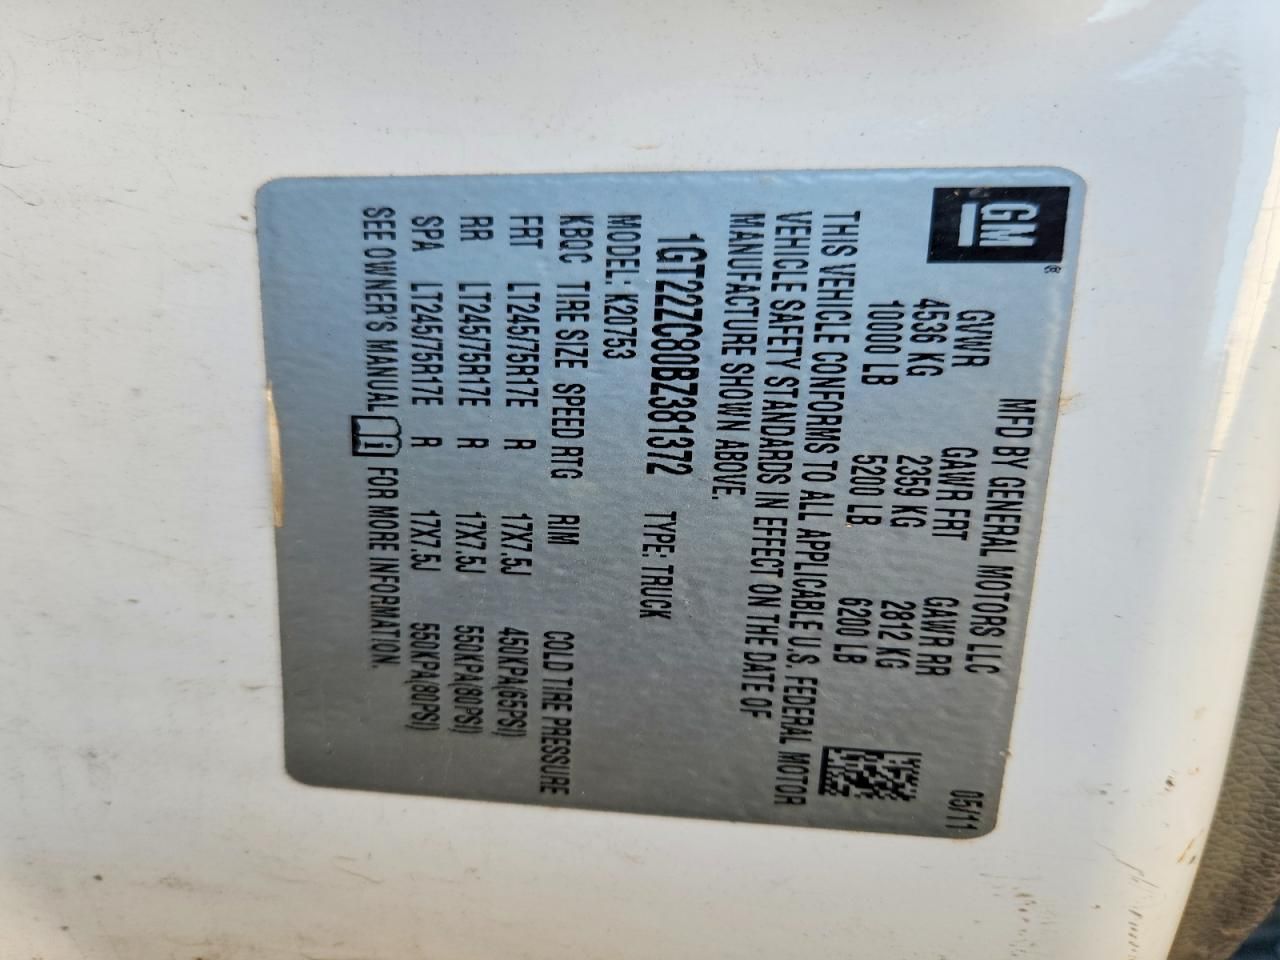 GM®
MFD BY GENERAL MOTORS LLC 05/11
GVWR GAWR FRT GAWR RR
4536 KG 2359 KG 2812 KG
10000 LB 5200 LB 6200 LB
THIS VEHICLE CONFORMS TO ALL APPLICABLE U.S. FEDERAL MOTOR
VEHICLE SAFETY STANDARDS IN EFFECT ON THE DATE OF
MANUFACTURE SHOWN ABOVE.
1GT22ZC80BZ381372 TYPE: TRUCK
MODEL: K20753
KBQC TIRE SIZE SPEED RTG RIM COLD TIRE PRESSURE
FRT LT245/75R17E R 17X7.5J 450KPA(65PSI)
RR LT245/75R17E R 17X7.5J 550KPA(80PSI)
SPA LT245/75R17E R 17X7.5J 550KPA(80PSI)
SEE OWNER'S MANUAL i FOR MORE INFORMATION.